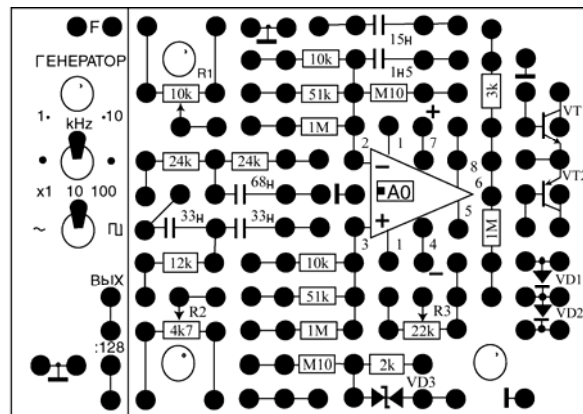 F
ГЕНЕРАТОР
1· ·10
kHz
x1 10 100
~
ВЫХ
:128
15н
10k
1н5
R1
10k
51k
M10
+
3k
1M
2
1
7
VT
24k
24k
−
8
68н
A0
6
VT2
33н
33н
+
5
1M
3
1
4
12k
10k
−
VD1
51k
R2
R3
VD2
4k7
1M
22k
M10
2k
VD3